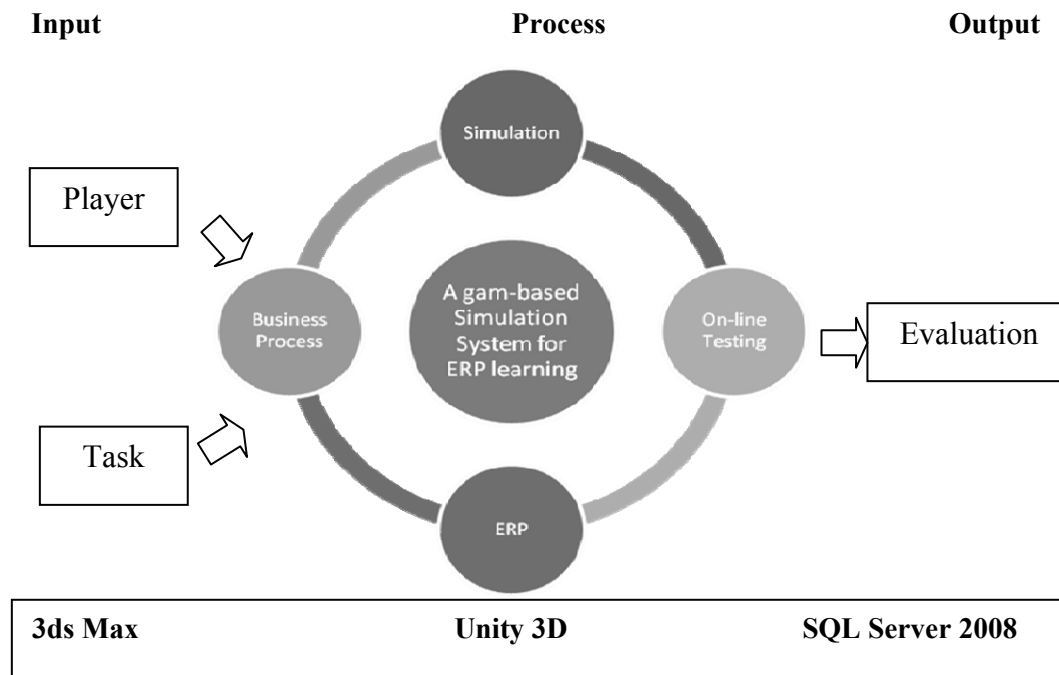 Input Process Output
Simulation
Player
Business
Process
A gam-based
Simulation
System for
ERP learning
On-line
Testing
Evaluation
Task
ERP
3ds Max Unity 3D SQL Server 2008